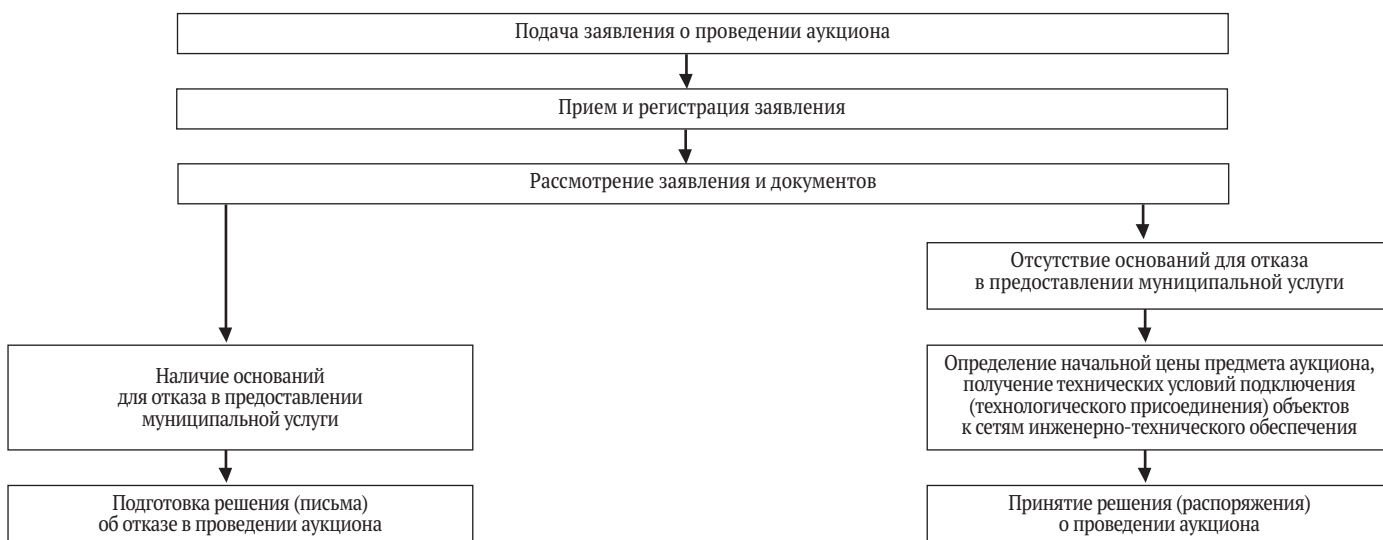 Подача заявления о проведении аукциона
Прием и регистрация заявления
Рассмотрение заявления и документов
Отсутствие оснований для отказа
в предоставлении муниципальной услуги
Наличие оснований
для отказа в предоставлении
муниципальной услуги
Определение начальной цены предмета аукциона,
получение технических условий подключения
(технологического присоединения) объектов
к сетям инженерно-технического обеспечения
Подготовка решения (письма)
об отказе в проведении аукциона
Принятие решения (распоряжения)
о проведении аукциона